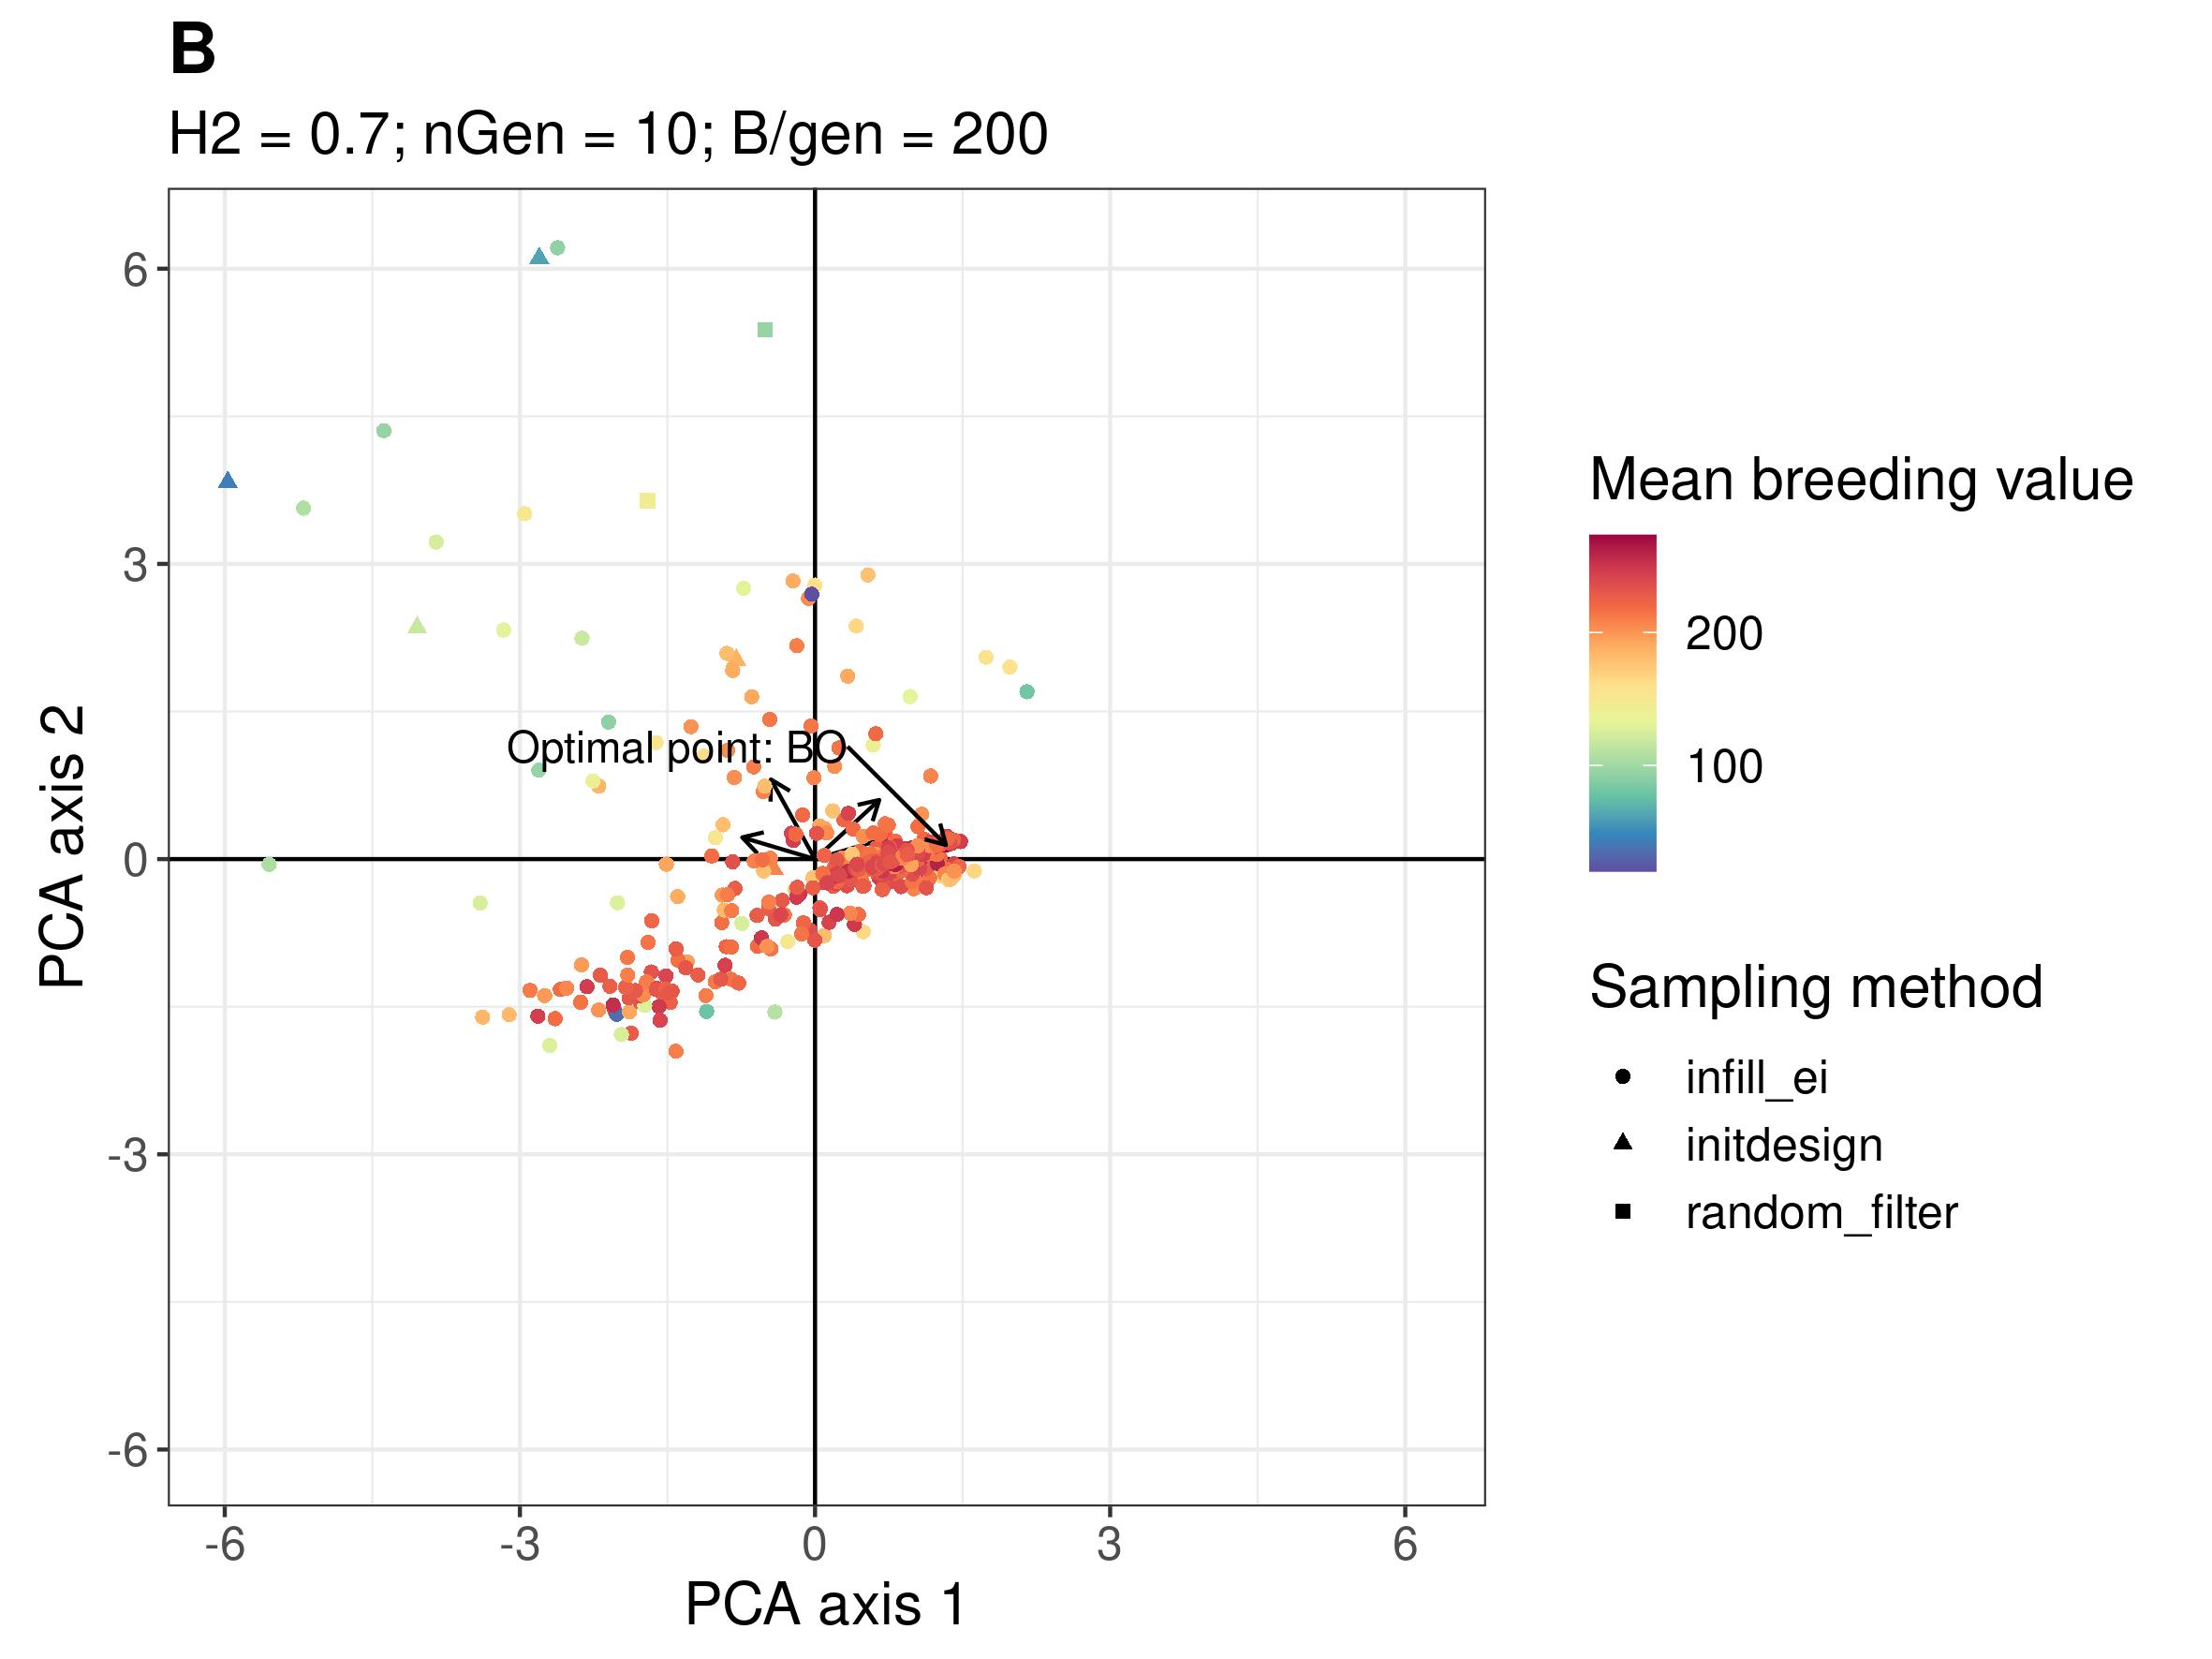 B
H2 = 0.7; nGen = 10; B/gen = 200
6
3
0
-3
-6
PCA axis 2
Optimal point: BO
-6
-3
0
3
6
PCA axis 1
Mean breeding value
200
100
Sampling method
infill_ei
initdesign
random_filter